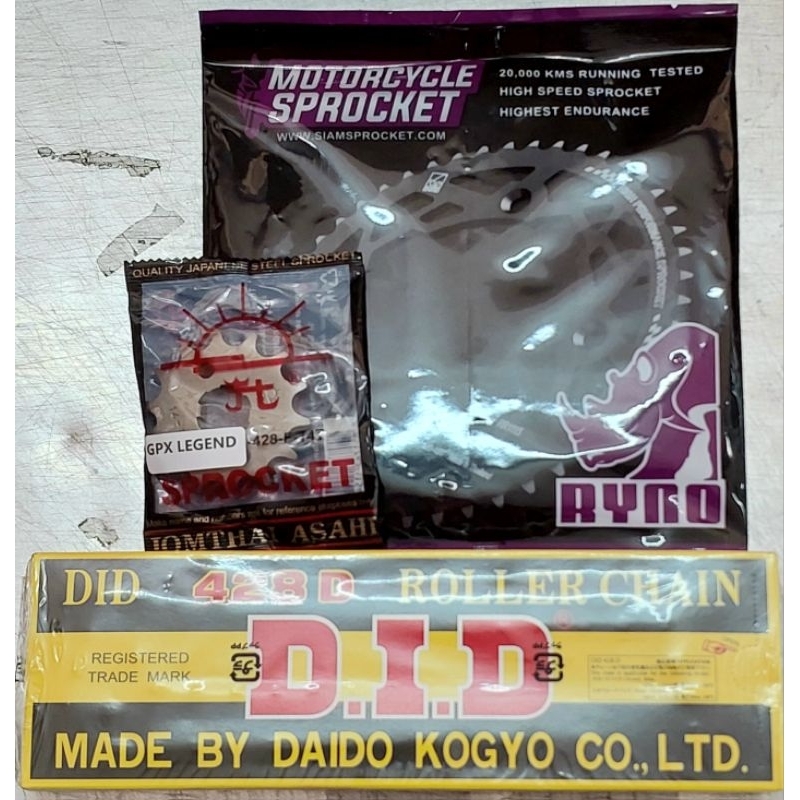 MOTORCYCLE
SPROCKET
WWW.SIAMSPROCKET.COM
20,000 KMS RUNNING TESTED
HIGH SPEED SPROCKET
HIGHEST ENDURANCE
RYNO
QUALITY JAPANESE STEEL SPROCKET
Jt
GPX LEGEND
SPROCKET
JOMTHAI ASAHI
DID 428 D ROLLER CHAIN
REGISTERED
TRADE MARK
D.I.D®
MADE BY DAIDO KOGYO CO., LTD.